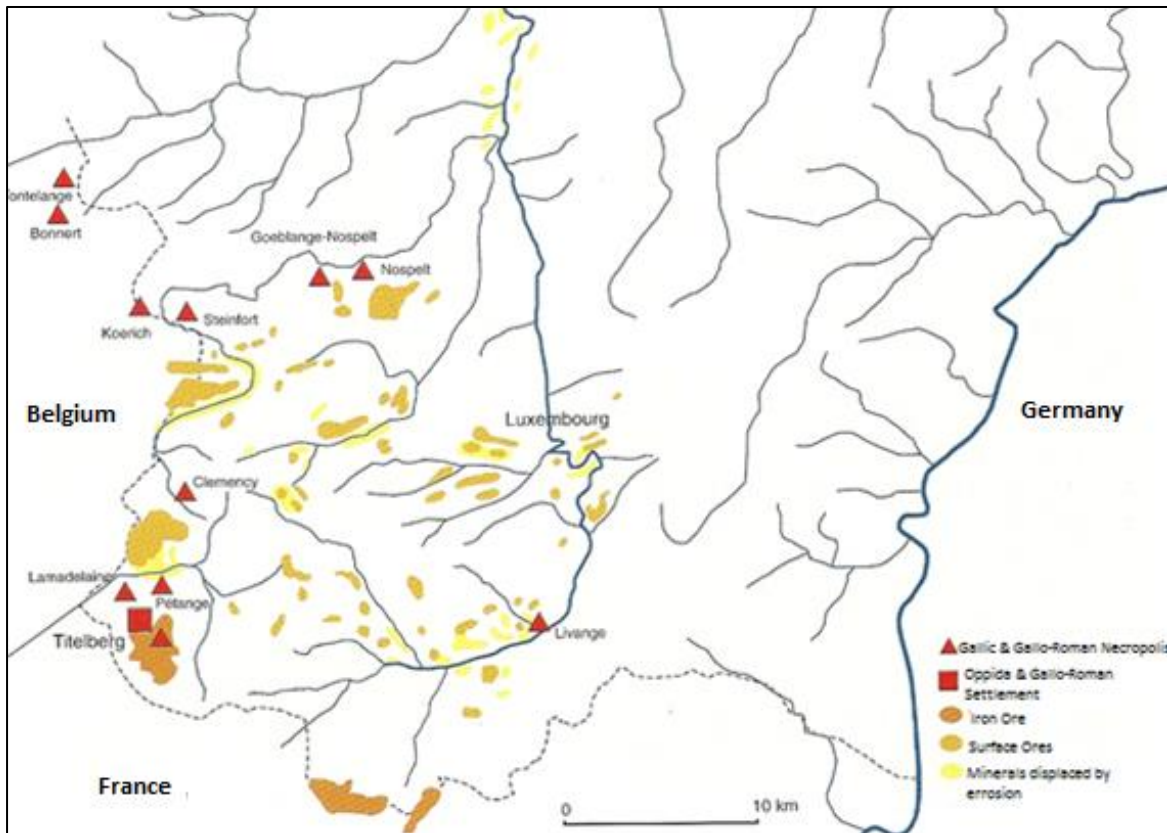 ontelange
Bonnert
Goeblange-Nospelt
Nospelt
Koerich
Steinfort
Belgium
Luxembourg
Germany
Clemency
Lamadelaine
Pétange
Titelberg
Livange
Gallic & Gallo-Roman Necropolis
Oppida & Gallo-Roman
Settlement
Iron Ore
Surface Ores
Minerals displaced by
errosion
France
0
10 km